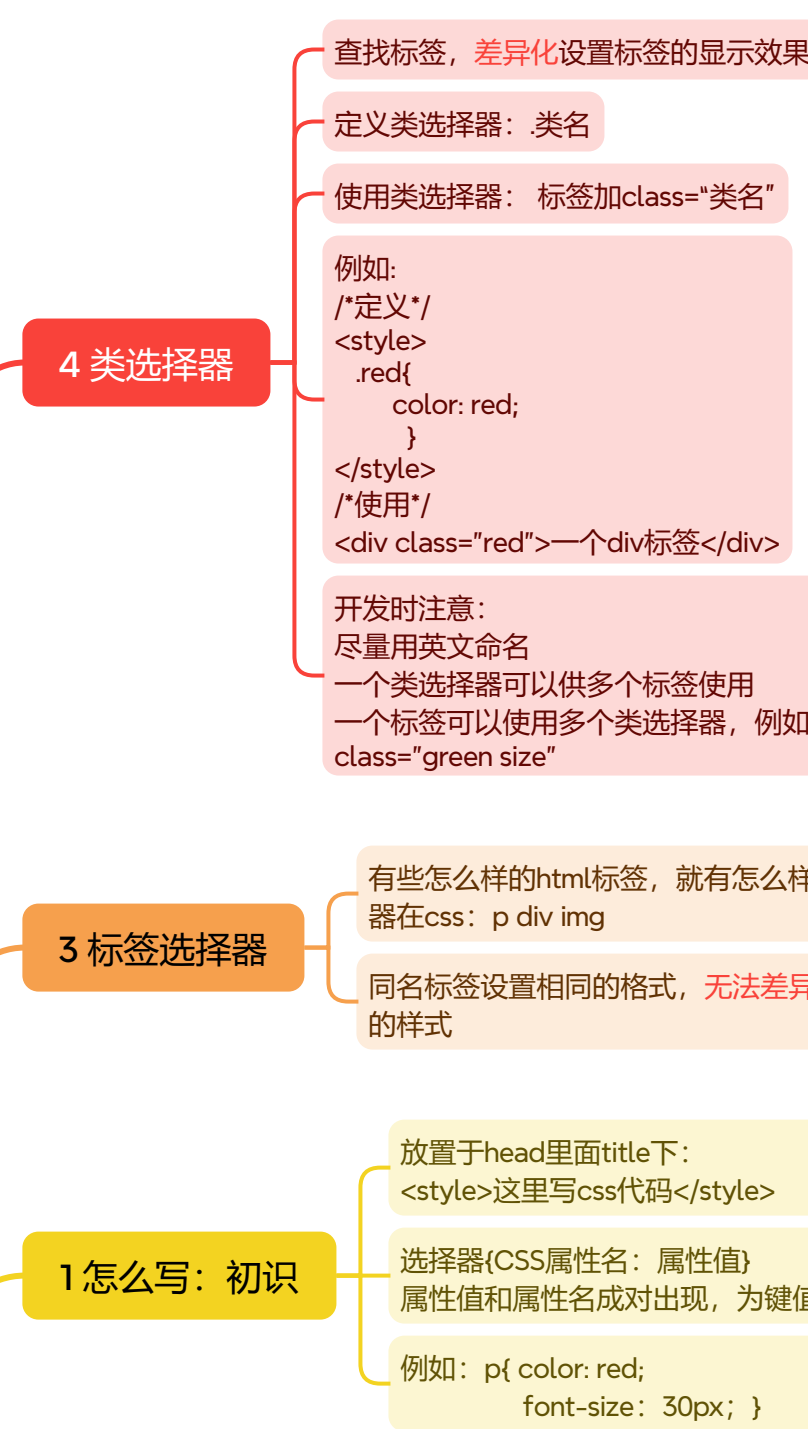 查找标签，差异化设置标签的显示效果
定义类选择器：.类名
使用类选择器： 标签加class=“类名”
例如:
/*定义*/
<style>
.red{
color: red;
}
</style>
/*使用*/
<div class="red">一个div标签</div>
4 类选择器
开发时注意：
尽量用英文命名
一个类选择器可以供多个标签使用
一个标签可以使用多个类选择器，例如
class="green size"
有些怎么样的html标签，就有怎么样
器在css：p div img
3 标签选择器
同名标签设置相同的格式，无法差异
的样式
放置于head里面title下：
<style>这里写css代码</style>
1 怎么写：初识
选择器{CSS属性名：属性值}
属性值和属性名成对出现，为键值
例如：p{ color: red;
font-size：30px；}